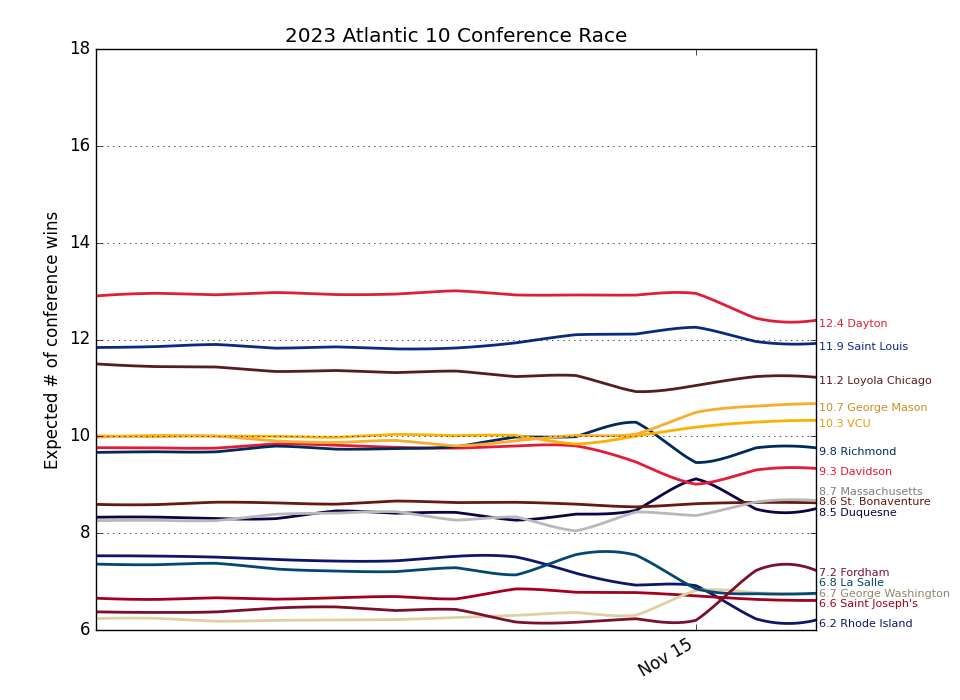 2023 Atlantic 10 Conference Race
Expected # of conference wins
18
16
14
12
10
8
6
Nov 15
12.4 Dayton
11.9 Saint Louis
11.2 Loyola Chicago
10.7 George Mason
10.3 VCU
9.8 Richmond
9.3 Davidson
8.7 Massachusetts
8.6 St. Bonaventure
8.5 Duquesne
7.2 Fordham
6.8 La Salle
6.7 George Washington
6.6 Saint Joseph's
6.2 Rhode Island